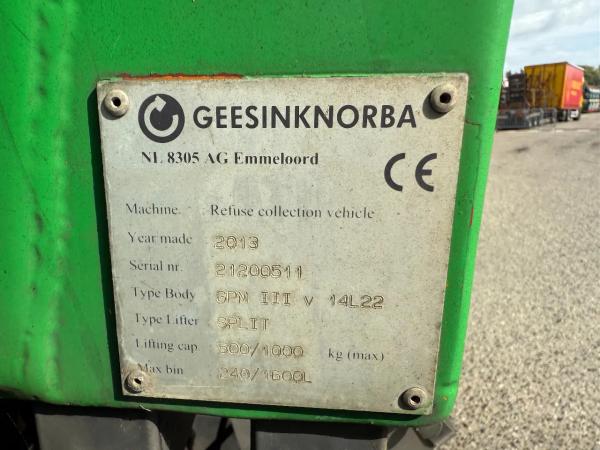 GEESINKNORBA
NL 8305 AG Emmeloord
CE
Machine Refuse collection vehicle
Year made 2013
Serial nr. 21200511
Type Body GPM III v 14L22
Type Lifter SPLIT
Lifting cap. 500/1000 kg (max)
Max bin 240/1600L